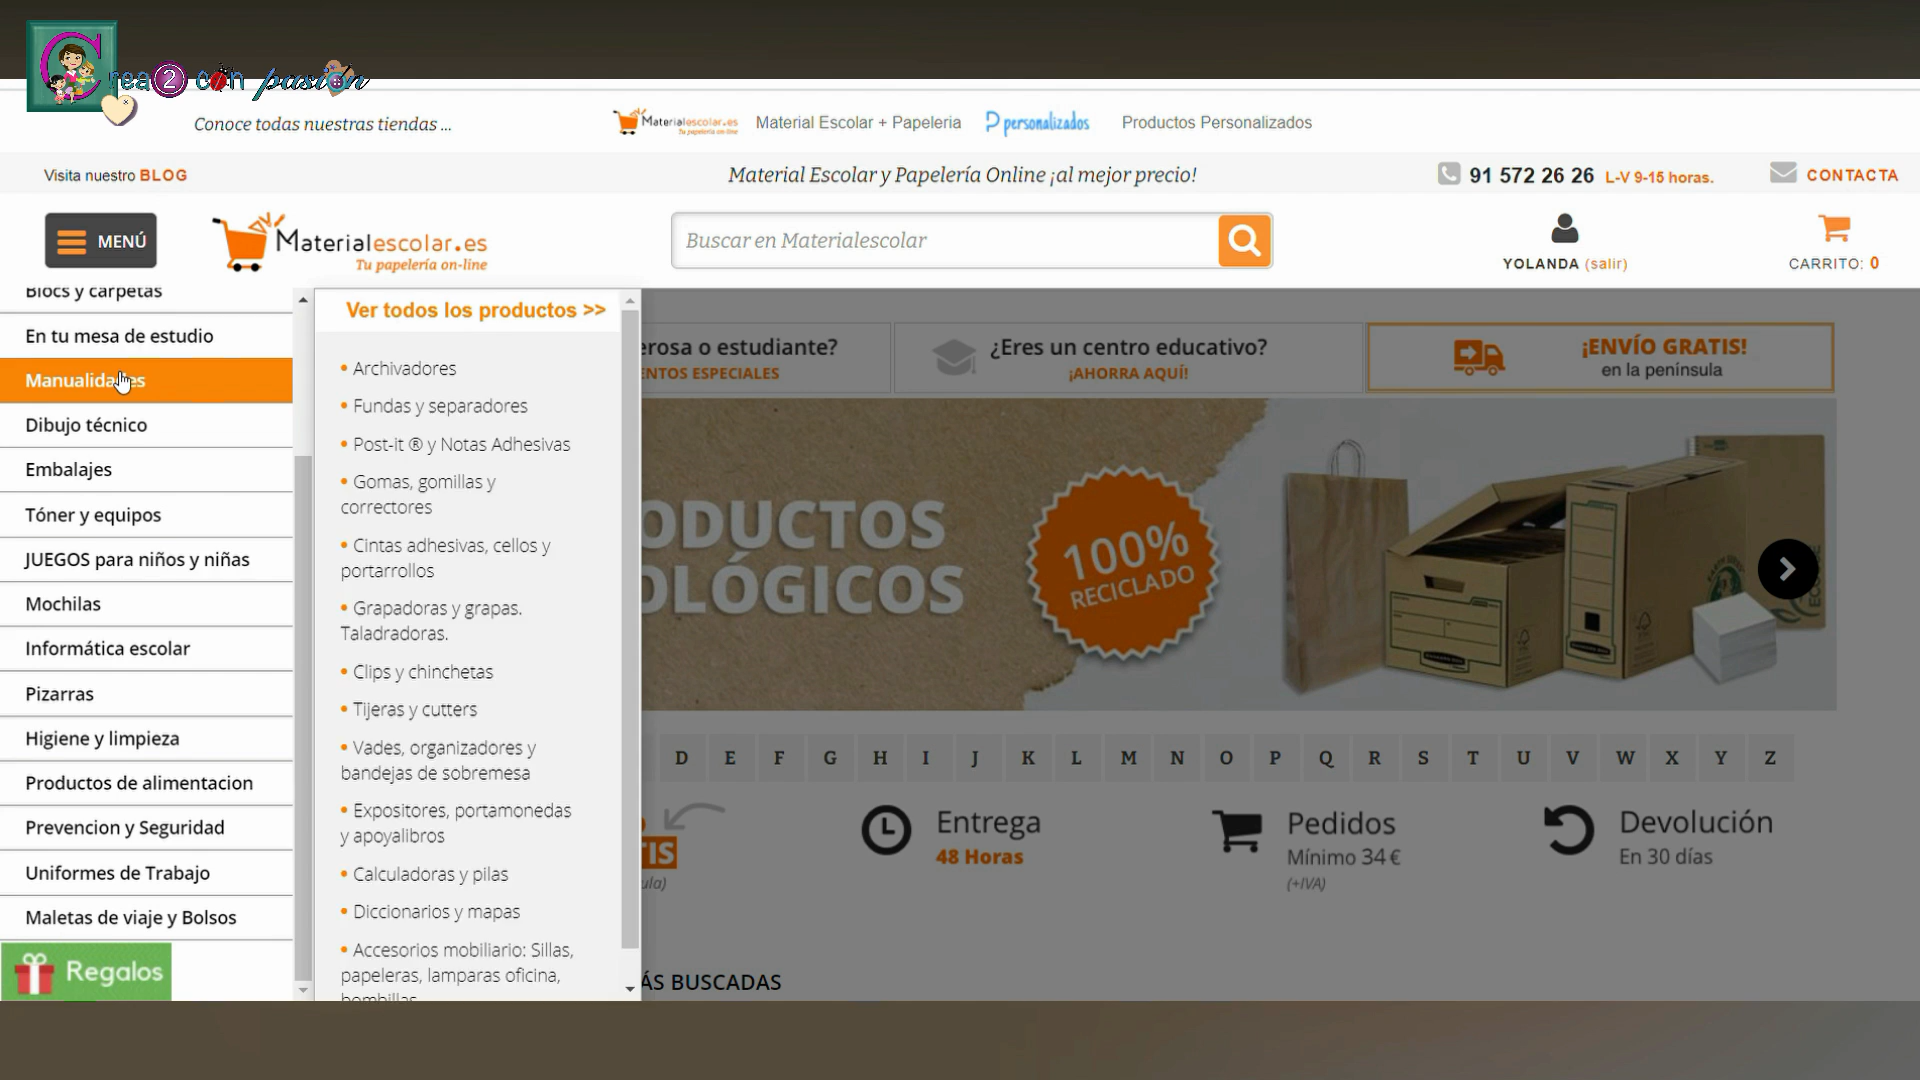 Crea2 con pasión
Conoce todas nuestras tiendas ...
Materialescolar.es
Tu papelería on-line
Material Escolar + Papeleria
personalizados
Productos Personalizados
Visita nuestro BLOG
Material Escolar y Papelería Online ¡al mejor precio!
91 572 26 26 L-V 9-15 horas.
CONTACTA
MENÚ
Materialescolar.es
Tu papelería on-line
Buscar en Materialescolar
YOLANDA (salir)
CARRITO: 0
Blocs y carpetas
En tu mesa de estudio
Manualidades
Dibujo técnico
Embalajes
Tóner y equipos
JUEGOS para niños y niñas
Mochilas
Informática escolar
Pizarras
Higiene y limpieza
Productos de alimentacion
Prevencion y Seguridad
Uniformes de Trabajo
Maletas de viaje y Bolsos
Regalos
Ver todos los productos >>
• Archivadores
• Fundas y separadores
• Post-it ® y Notas Adhesivas
• Gomas, gomillas y
correctores
• Cintas adhesivas, cellos y
portarrollos
• Grapadoras y grapas.
Taladradoras.
• Clips y chinchetas
• Tijeras y cutters
• Vades, organizadores y
bandejas de sobremesa
• Expositores, portamonedas
y apoyalibros
• Calculadoras y pilas
• Diccionarios y mapas
• Accesorios mobiliario: Sillas,
papeleras, lamparas oficina,
bombillas
erosa o estudiante?
ENTOS ESPECIALES
¿Eres un centro educativo?
¡AHORA AQUÍ!
¡ENVÍO GRATIS!
en la península
ODUCTOS
OLÓGICOS
100%
RECICLADO
D E F G H I J K L M N O P Q R S T U V W X Y Z
TIS
ula)
Entrega
48 Horas
Pedidos
Mínimo 34 €
(+IVA)
Devolución
En 30 días
ÁS BUSCADAS